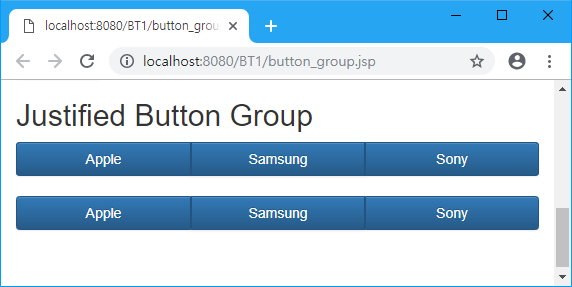 localhost:8080/BT1/button_grou
localhost:8080/BT1/button_group.jsp
Justified Button Group
Apple Samsung Sony
Apple Samsung Sony